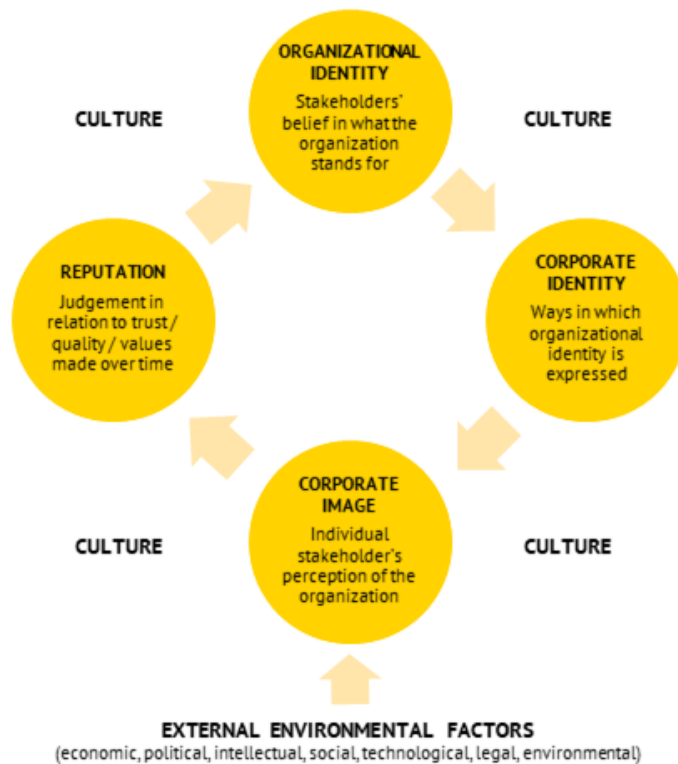 ORGANIZATIONAL
IDENTITY
Stakeholders'
belief in what the
organization
stands for
CULTURE
CULTURE
REPUTATION
Judgement in
relation to trust /
quality / values
made over time
CORPORATE
IDENTITY
Ways in which
organizational
identity is
expressed
CORPORATE
IMAGE
Individual
stakeholder's
perception of the
organization
CULTURE
CULTURE
EXTERNAL ENVIRONMENTAL FACTORS
(economic, political, intellectual, social, technological, legal, environmental)